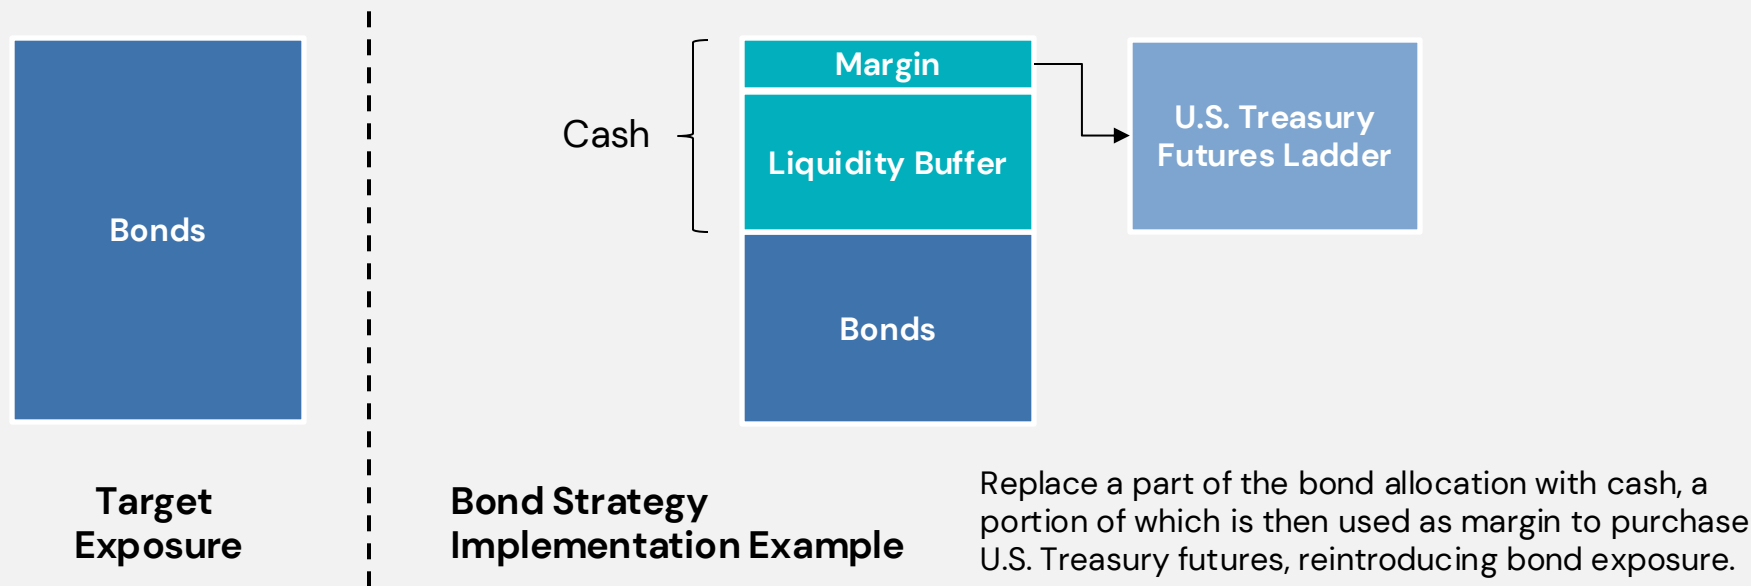 Bonds
Target
Exposure
Cash
Margin
Liquidity Buffer
Bonds
U.S. Treasury
Futures Ladder
Bond Strategy
Implementation Example
Replace a part of the bond allocation with cash, a
portion of which is then used as margin to purchase
U.S. Treasury futures, reintroducing bond exposure.